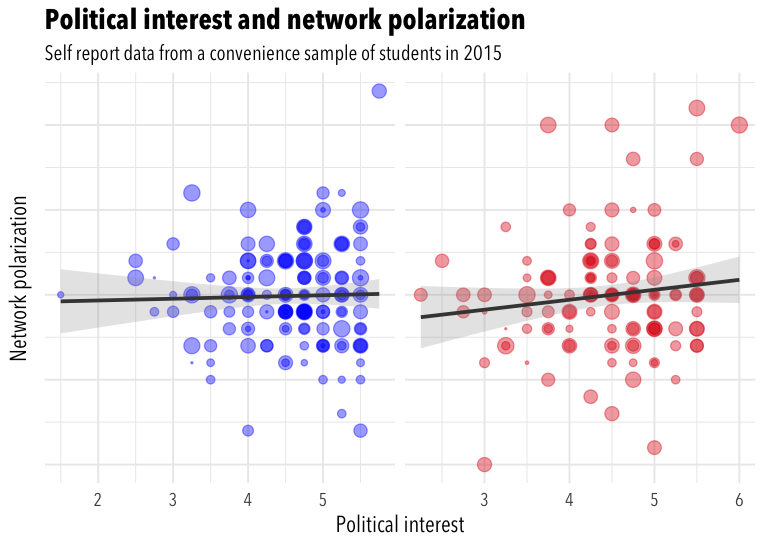 Political interest and network polarization
Self report data from a convenience sample of students in 2015
Network polarization
2 3 4 5
3 4 5 6
Political interest